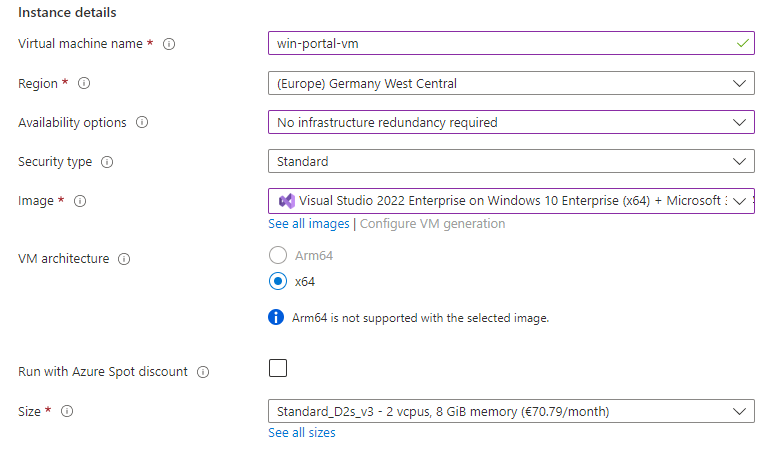 Instance details
Virtual machine name * win-portal-vm
Region * (Europe) Germany West Central
Availability options No infrastructure redundancy required
Security type Standard
Image * Visual Studio 2022 Enterprise on Windows 10 Enterprise (x64) + Microsoft
See all images | Configure VM generation
VM architecture Arm64
x64
Arm64 is not supported with the selected image.
Run with Azure Spot discount
Size * Standard_D2s_v3 - 2 vcpus, 8 GiB memory (€70.79/month)
See all sizes